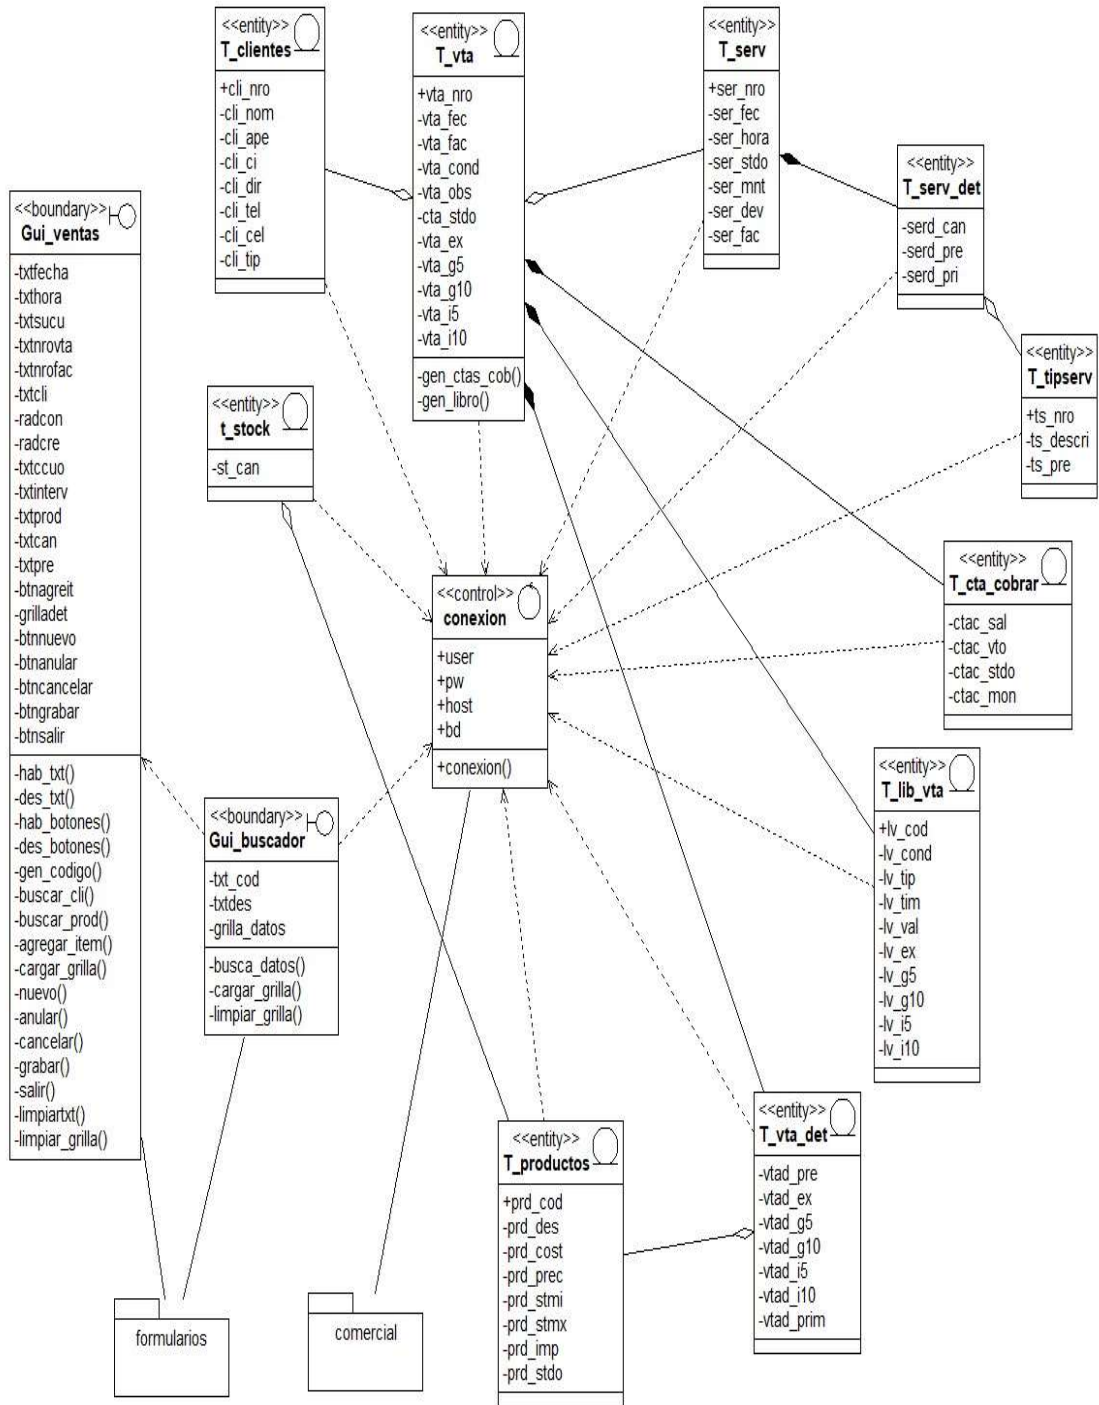 <<entity>>
T_clientes
+cli_nro
-cli_nom
-cli_ape
-cli_ci
-cli_dir
-cli_tel
-cli_cel
-cli_tip
<<entity>>
T_vta
+vta_nro
-vta_fec
-vta_fac
-vta_cond
-vta_obs
-cta_stdo
-vta_ex
-vta_g5
-vta_g10
-vta_i5
-vta_i10
-gen_ctas_cob()
-gen_libro()
<<entity>>
T_serv
+ser_nro
-ser_fec
-ser_hora
-ser_stdo
-ser_mnt
-ser_dev
-ser_fac
<<entity>>
T_serv_det
-serd_can
-serd_pre
-serd_pri
<<boundary>>
Gui_ventas
-txtfecha
-txthora
-txtsucu
-txtnrovta
-txtnrofac
-txtcli
-radcon
-radcre
-txtccuo
-txtinterv
-txtprod
-txtcan
-txtpre
-btnagreit
-grilladet
-btnnuevo
-btnanular
-btncancelar
-btngrabar
-btnsalir
-hab_txt()
-des_txt()
-hab_botones()
-des_botones()
-gen_codigo()
-buscar_cli()
-buscar_prod()
-agregar_item()
-cargar_grilla()
-nuevo()
-anular()
-cancelar()
-grabar()
-salir()
-limpiartxt()
-limpiar_grilla()
<<entity>>
T_tipserv
+ts_nro
-ts_descri
-ts_pre
<<entity>>
t_stock
-st_can
<<entity>>
T_cta_cobrar
-ctac_sal
-ctac_vto
-ctac_stdo
-ctac_mon
<<control>>
conexion
+user
+pw
+host
+bd
+conexion()
<<entity>>
T_lib_vta
+lv_cod
-lv_cond
-lv_tip
-lv_tim
-lv_val
-lv_ex
-lv_g5
-lv_g10
-lv_i5
-lv_i10
<<boundary>>
Gui_buscador
-txt_cod
-txtdes
-grilla_datos
-busca_datos()
-cargar_grilla()
-limpiar_grilla()
<<entity>>
T_vta_det
-vtad_pre
-vtad_ex
-vtad_g5
-vtad_g10
-vtad_i5
-vtad_i10
-vtad_prim
<<entity>>
T_productos
+prd_cod
-prd_des
-prd_cost
-prd_prec
-prd_stmi
-prd_stmx
-prd_imp
-prd_stdo
formularios
comercial